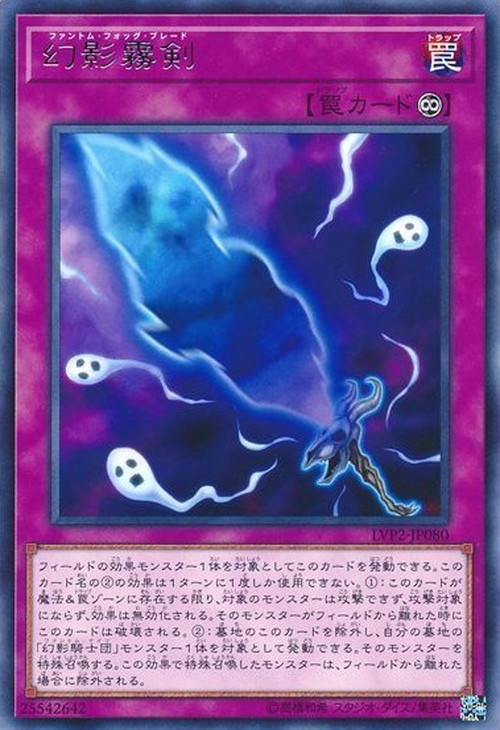 ファントム・フォッグ・ブレード
幻影霧剣
トラップ
罠
【罠カード】
LVP2-JP080
フィールドの効果モンスター1体を対象としてこのカードを発動できる。この
カード名の②の効果は1ターンに1度しか使用できない。①：このカードが
魔法＆罠ゾーンに存在する限り、対象のモンスターは攻撃できず、攻撃対象
にならず、効果は無効化される。そのモンスターがフィールドから離れた時に
このカードは破壊される。②：墓地のこのカードを除外し、自分の墓地の
「幻影騎士団」モンスター1体を対象として発動できる。そのモンスターを
特殊召喚する。この効果で特殊召喚したモンスターは、フィールドから離れた
場合に除外される。
25542642
©高橋和希 スタジオ・ダイス/集英社